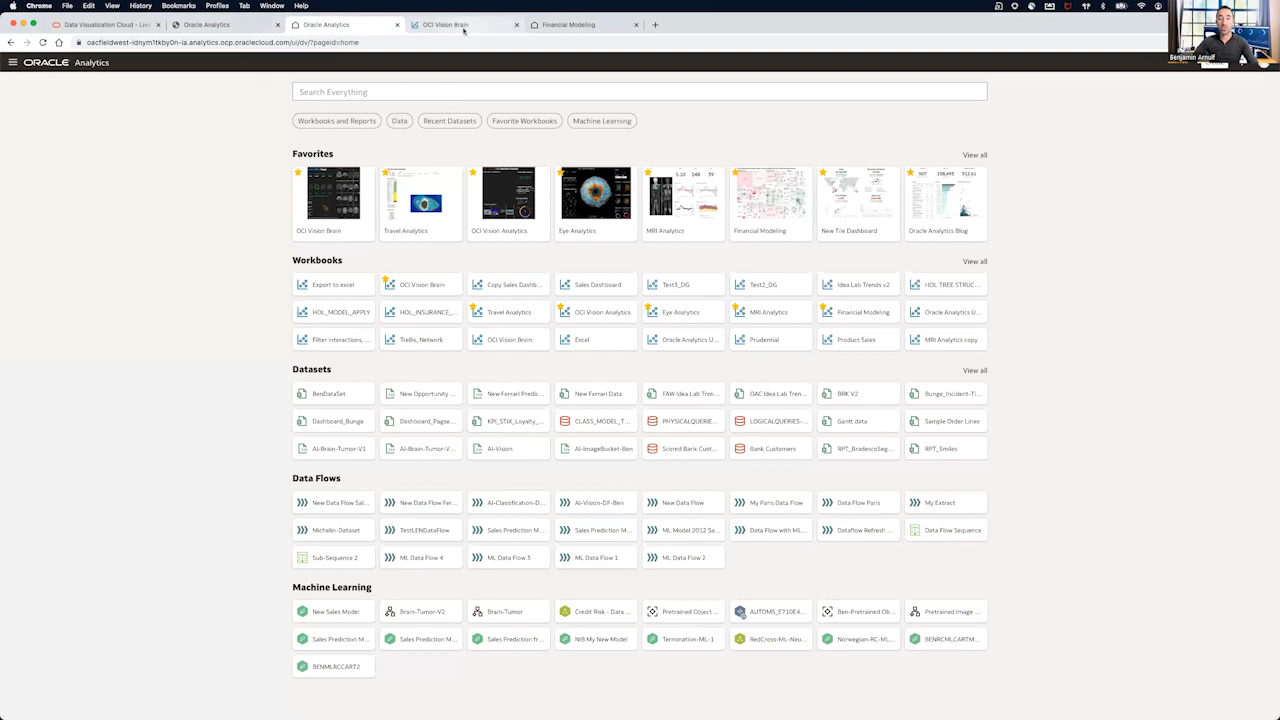 Chrome File Edit View History Bookmarks Profiles Tab Window Help
Data Visualization Cloud - Live Oracle Analytics Oracle Analytics OCI Vision Brain Financial Modeling
oacfieldwest-idnym1tkby0n-ia.analytics.ocp.oraclecloud.com/ui/dv/?pageid=home
Benjamin Arnulf
ORACLE Analytics
Search Everything
Workbooks and Reports Data Recent Datasets Favorite Workbooks Machine Learning
Favorites View all
5.10 148 39 507 158,493 312.61
OCI Vision Brain Travel Analytics OCI Vision Analytics Eye Analytics MRI Analytics Financial Modeling New Tile Dashboard Oracle Analytics Blog
Workbooks View all
Export to excel OCI Vision Brain Copy Sales Dashb... Sales Dashboard Test3_DG Test2_DG Idea Lab Trends v2 HOL TREE STRUC...
HOL_MODEL_APPLY HOL_INSURANCE_... Travel Analytics OCI Vision Analytics Eye Analytics MRI Analytics Financial Modeling Oracle Analytics U...
Filter interactions, ... Trellis, Network OCI Vision Brain Excel Oracle Analytics U... Prudential Product Sales MRI Analytics copy
Datasets View all
BenDataSet New Opportunity ... New Ferrari Predic... New Ferrari Data FAW Idea Lab Tren... OAC Idea Lab Tren... BRK V2 Bunge_Incident-Ti...
Dashboard_Bunge Dashboard_Pagse... KPI_STIX_Loyalty_... CLASS_MODEL_T... PHYSICALQUERIE... LOGICALQUERIES-... Gantt data Sample Order Lines
AI-Brain-Tumor-V1 AI-Brain-Tumor-V... AI-Vision AI-ImageBucket-Ben Scored Bank Cust... Bank Customers RPT_BradescoSeg... RPT_Smiles
Data Flows
New Data Flow Sal... New Data Flow Fer... AI-Classification-D... AI-Vision-DF-Ben New Data Flow My Paris Data Flow Data Flow Paris My Extract
Michelin-Dataset TestLENDataFlow Sales Prediction M... Sales Prediction M... ML Model 2012 Sa... Data Flow with ML... Dataflow Refresh ... Data Flow Sequence
Sub-Sequence 2 ML Data Flow 4 ML Data Flow 3 ML Data Flow 1 ML Data Flow 2
Machine Learning
New Sales Model Brain-Tumor-V2 Brain-Tumor Credit Risk - Data ... Pretrained Object ... AUTOMS_E710E4... Ben-Pretrained Ob... Pretrained Image ...
Sales Prediction M... Sales Prediction M... Sales Prediction fr... NIB My New Model Termination-ML-1 RedCross-ML-Neu... Norwegian-RC-ML... BENRCMLCARTM...
BENMLRCCART2